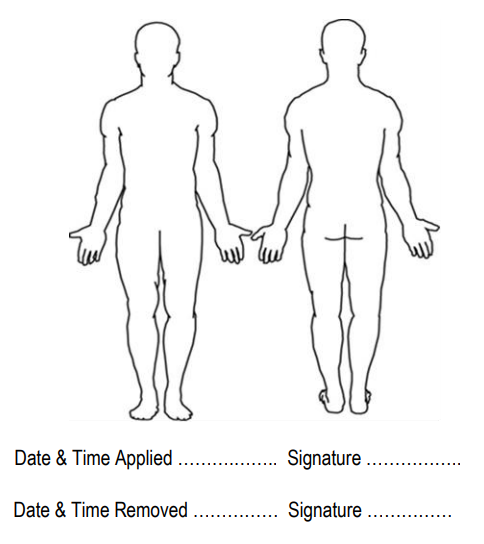 Date & Time Applied ………..…….. Signature ……………..
Date & Time Removed …………… Signature ……………